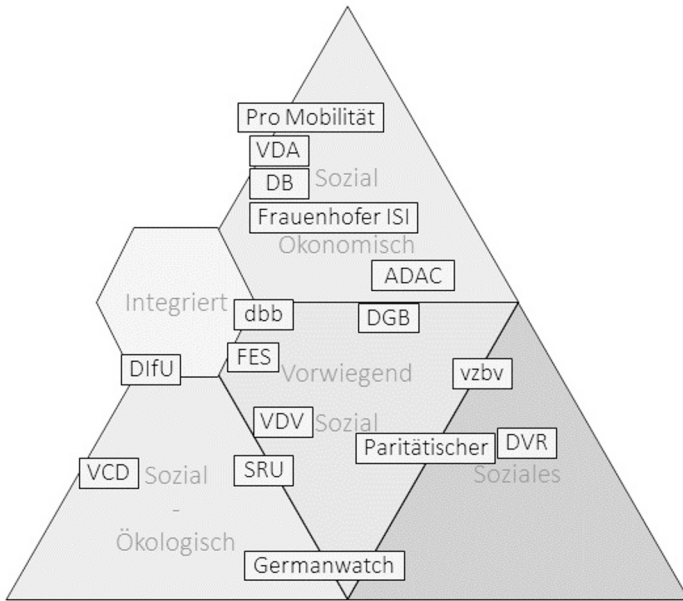 Pro Mobilität
VDA
DB
Sozial
Frauenhofer ISI
Ökonomisch
ADAC
Integriert
dbb
DGB
DIfU
FES
Vorwiegend
vzbv
VDV
Sozial
Paritätischer
DVR
VCD
Sozial
SRU
Soziales
-
Ökologisch
Germanwatch